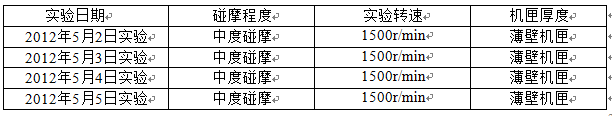 实验日期 碰摩程度 实验转速 机匣厚度
2012年5月2日实验 中度碰摩 1500r/min 薄壁机匣
2012年5月3日实验 中度碰摩 1500r/min 薄壁机匣
2012年5月4日实验 中度碰摩 1500r/min 薄壁机匣
2012年5月5日实验 中度碰摩 1500r/min 薄壁机匣